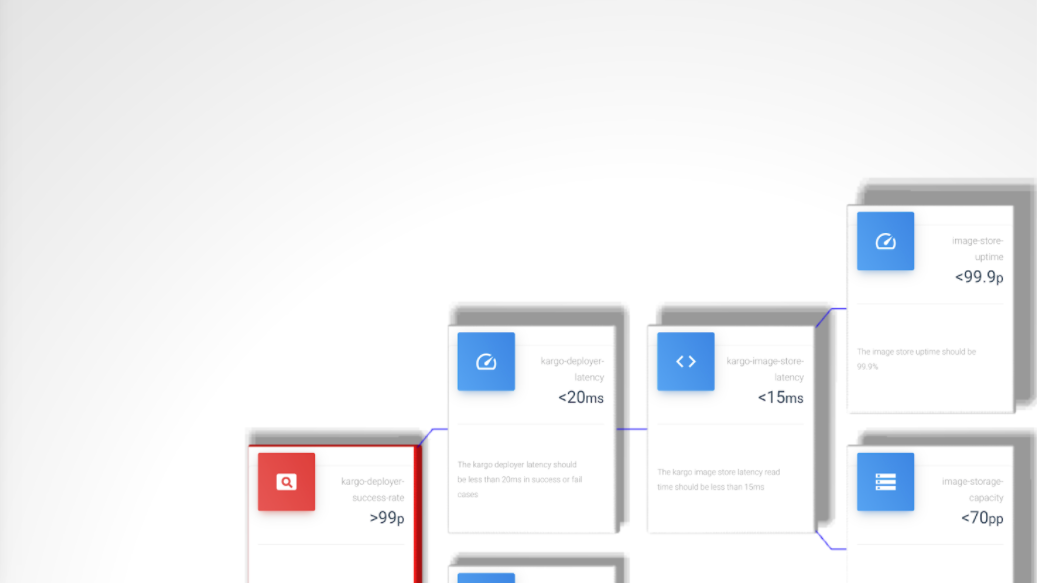 image-store-
uptime
<99.9p
The image store uptime should be
99.9%
kargo-deployer-
latency
<20ms
The kargo deployer latency should
be less than 20ms in success or fail
cases
kargo-image-store-
latency
<15ms
The kargo image store latency read
time should be less than 15ms
kargo-deployer-
success-rate
>99p
image-storage-
capacity
<70pp